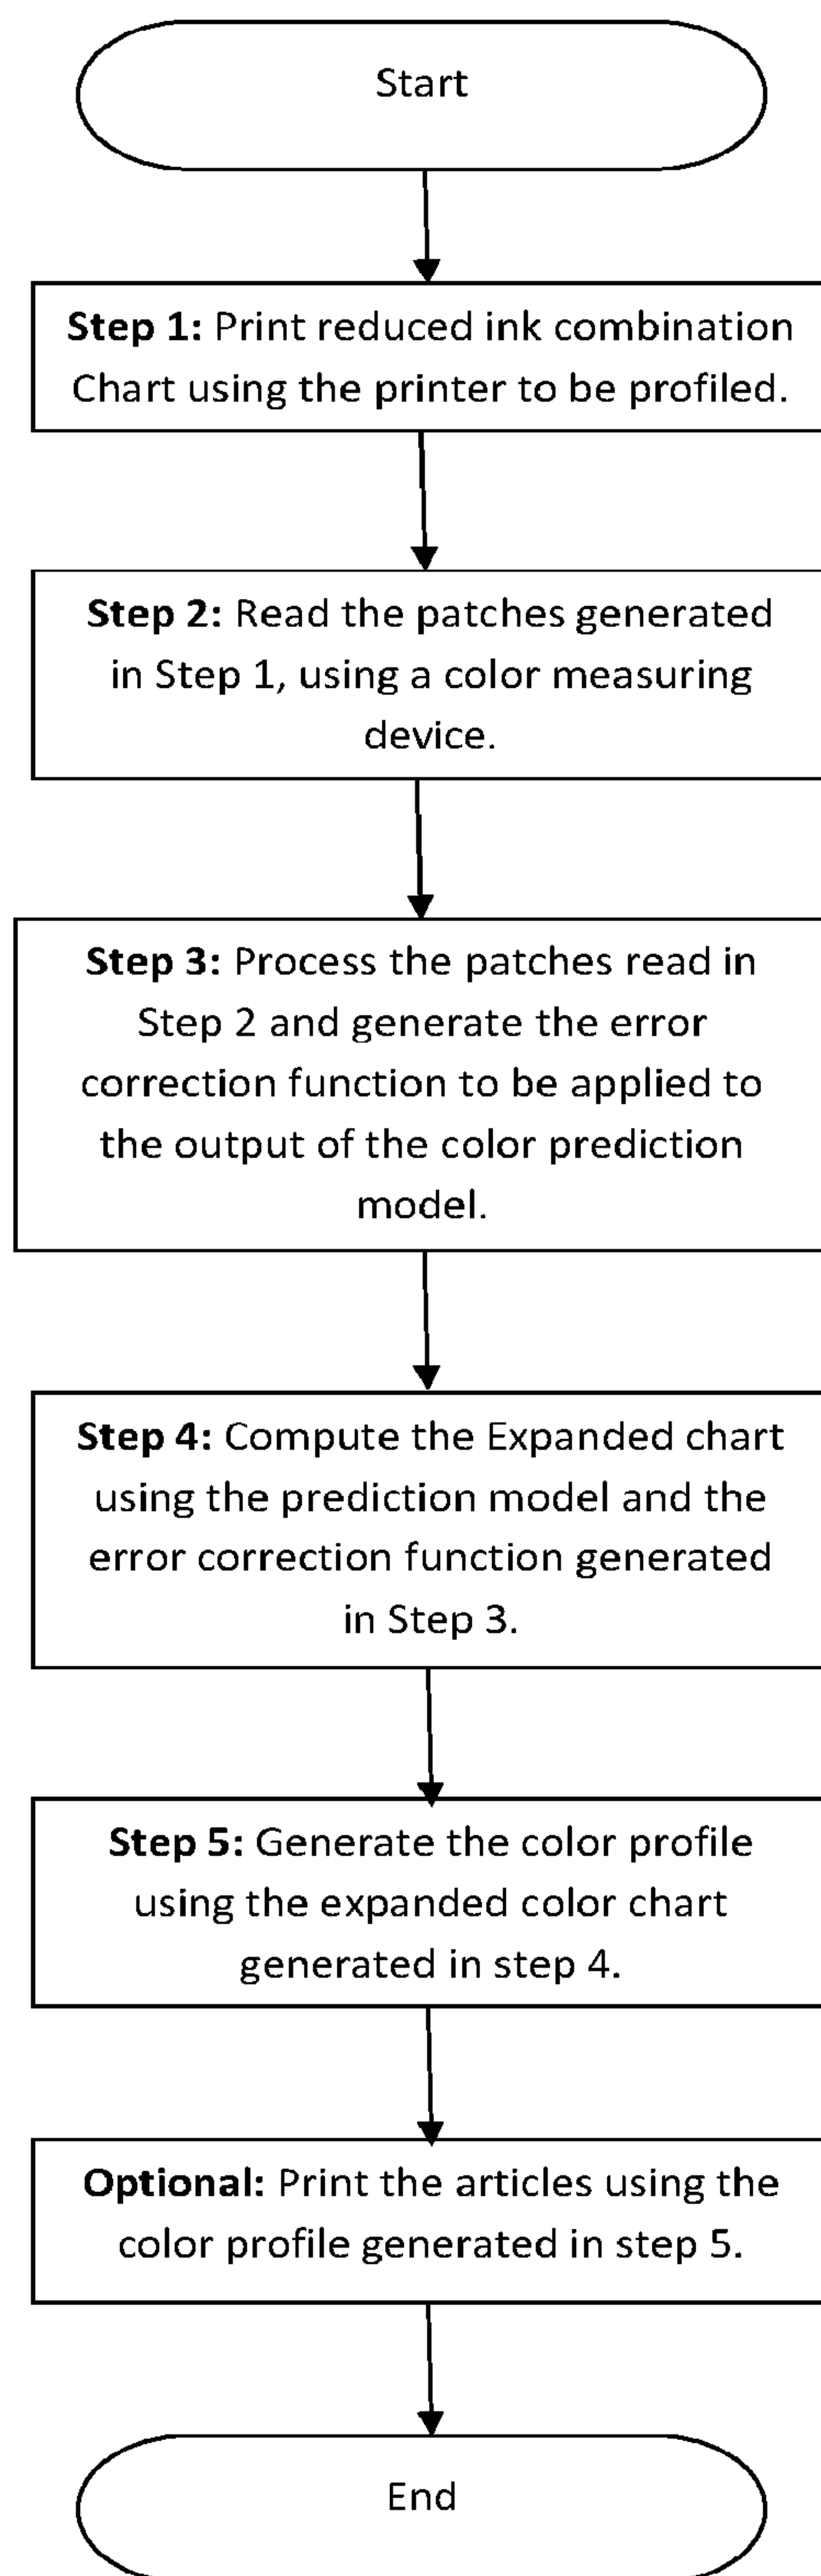 Start
Step 1: Print reduced ink combination
Chart using the printer to be profiled.
Step 2: Read the patches generated
in Step 1, using a color measuring
device.
Step 3: Process the patches read in
Step 2 and generate the error
correction function to be applied to
the output of the color prediction
model.
Step 4: Compute the Expanded chart
using the prediction model and the
error correction function generated
in Step 3.
Step 5: Generate the color profile
using the expanded color chart
generated in step 4.
Optional: Print the articles using the
color profile generated in step 5.
End